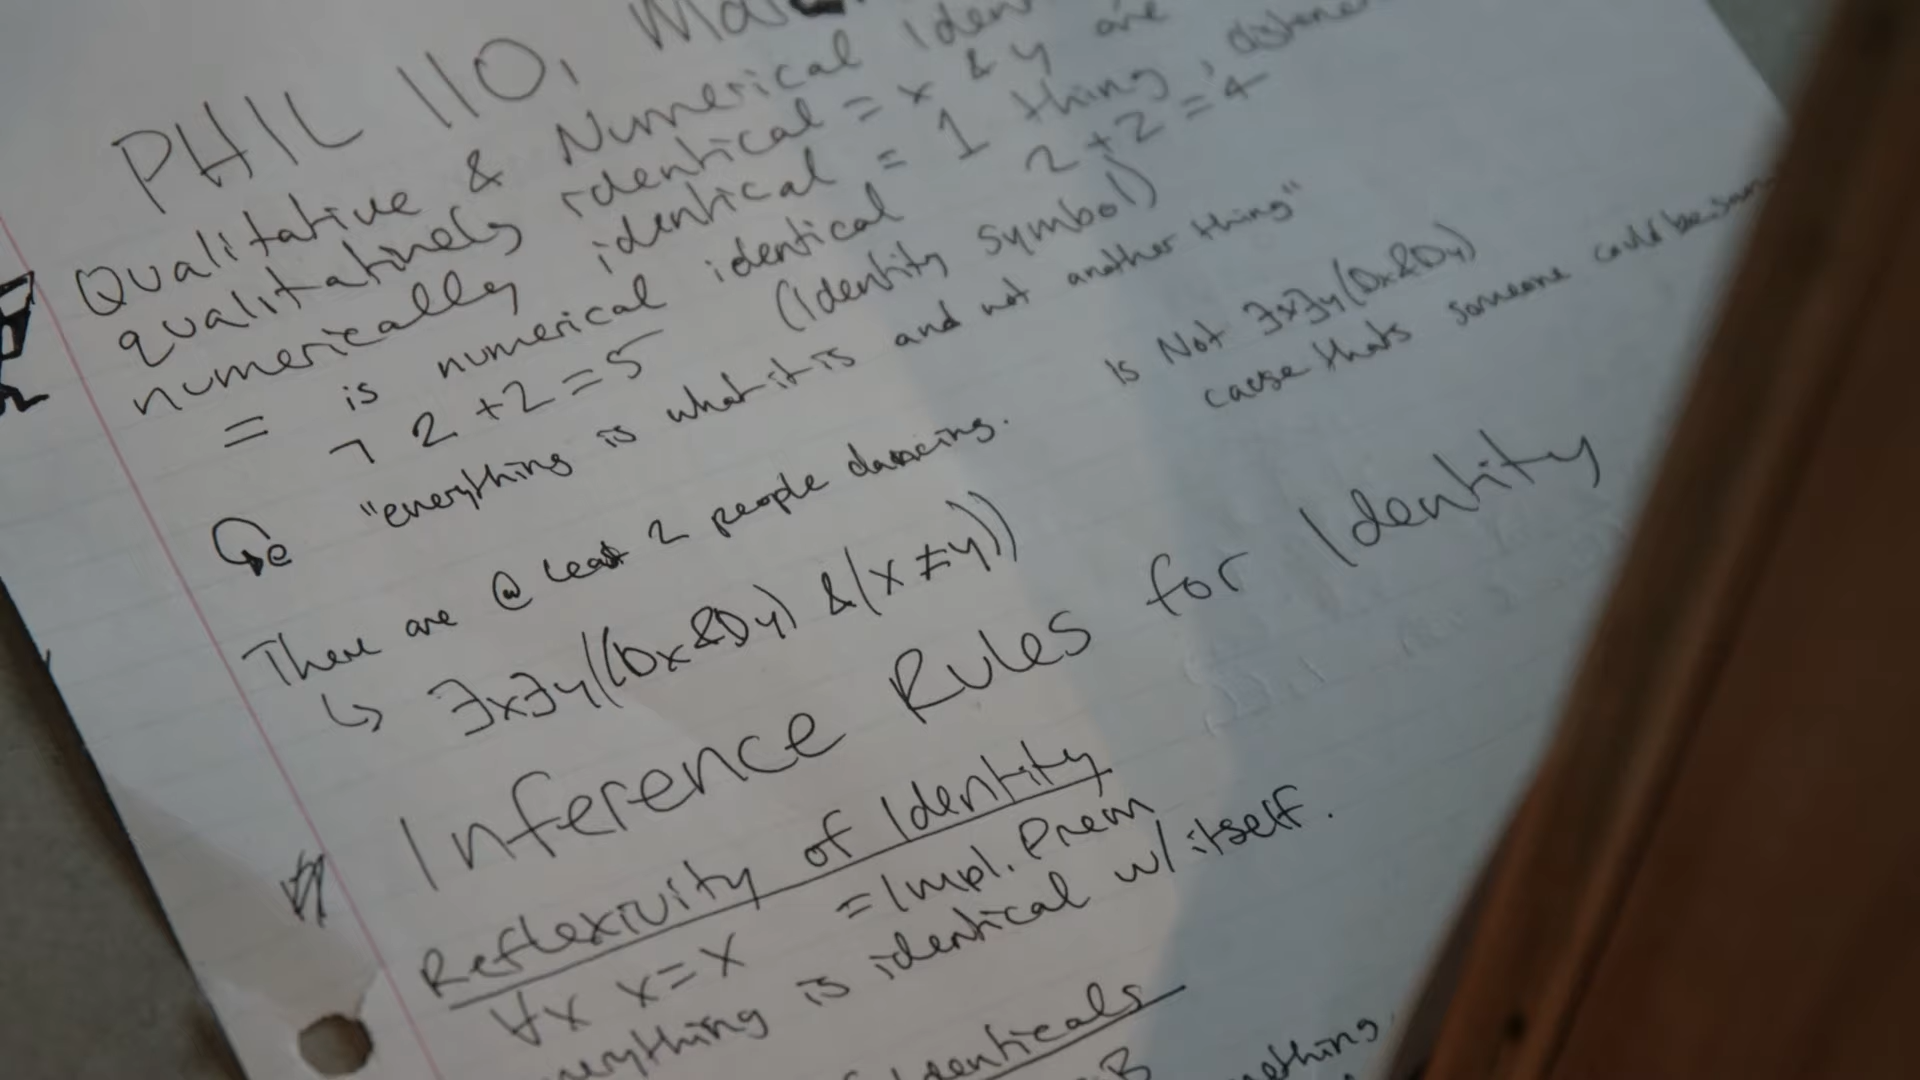 PHIL 110,
Qualitative & Numerical
qualitatively identical = x & y are
numerically identical = 1 thing,
= is numerical identical 2+2=4
¬ 2+2=5 (Identity symbol)
"everything is what it is and not another thing"
There are @ least 2 people dancing. Is Not ∃x∃y(Dx&Dy)
cause thats someone could be
↳ ∃x∃y((Dx&Dy) &(x≠y))
Inference Rules for Identity
Reflexivity of Identity
∀x x=x =Impl. Prem
is identical w/ itself.